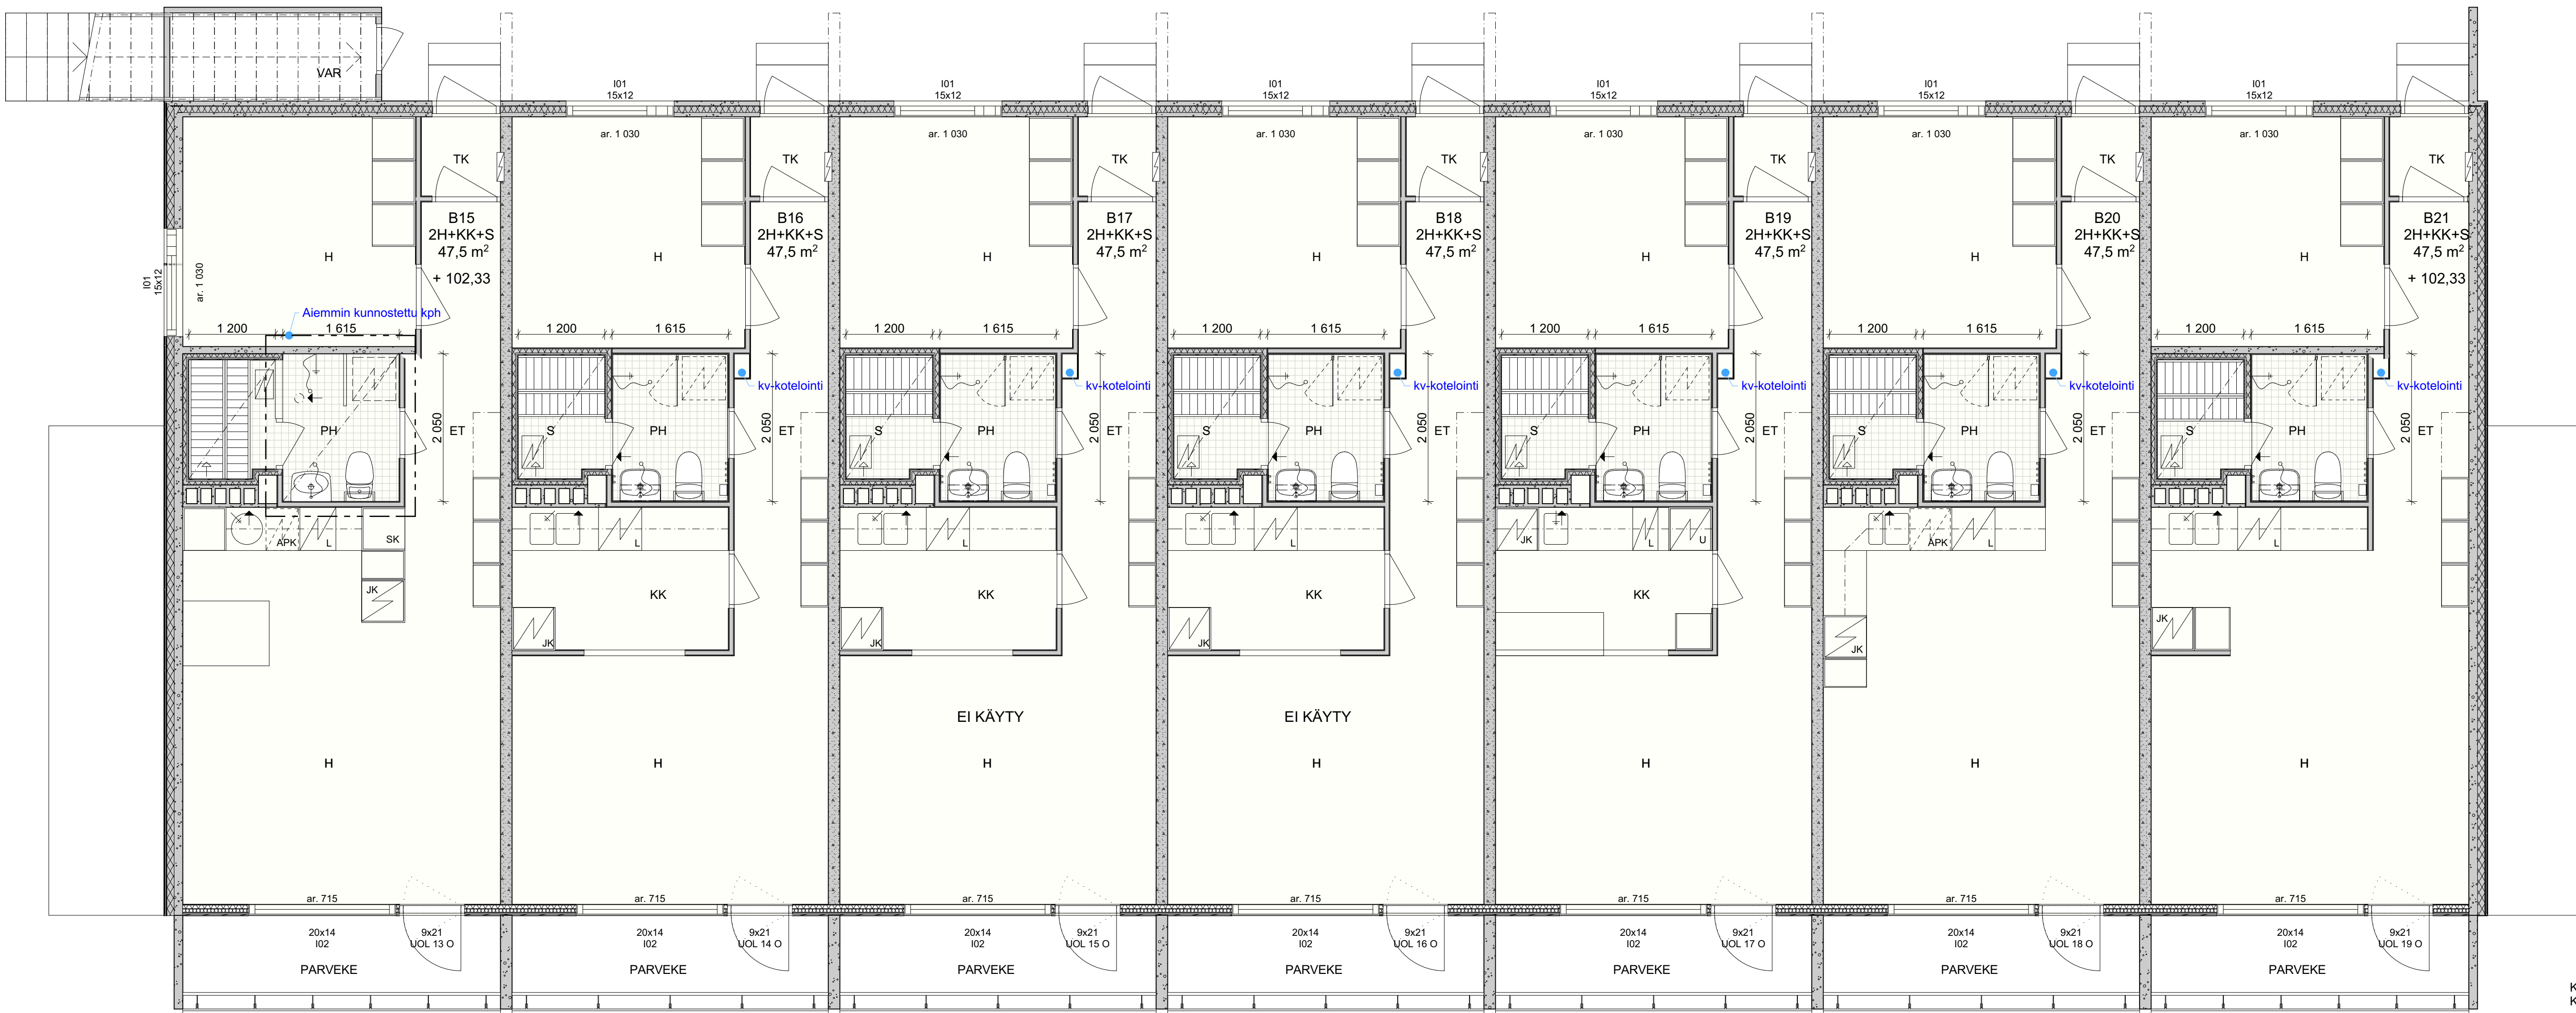 VAR
I01
15x12
I01
15x12
I01
15x12
I01
15x12
I01
15x12
I01
15x12
ar. 1 030
ar. 1 030
ar. 1 030
ar. 1 030
ar. 1 030
ar. 1 030
TK
TK
TK
TK
TK
TK
TK
B15
2H+KK+S
47,5 m²
+ 102,33
B16
2H+KK+S
47,5 m²
B17
2H+KK+S
47,5 m²
B18
2H+KK+S
47,5 m²
B19
2H+KK+S
47,5 m²
B20
2H+KK+S
47,5 m²
B21
2H+KK+S
47,5 m²
+ 102,33
H
H
H
H
H
H
H
I01
15x12
ar. 1 030
Aiemmin kunnostettu kph
1 200 1 615
1 200 1 615
1 200 1 615
1 200 1 615
1 200 1 615
1 200 1 615
1 200 1 615
kv-kotelointi
kv-kotelointi
kv-kotelointi
kv-kotelointi
kv-kotelointi
kv-kotelointi
PH 2 050 ET
S PH 2 050 ET
S PH 2 050 ET
S PH 2 050 ET
S PH 2 050 ET
S PH 2 050 ET
S PH 2 050 ET
APK L SK
L
L
L
JK L U
APK L
L
JK
KK
JK
KK
JK
KK
JK
KK
JK
JK
EI KÄYTY
EI KÄYTY
H
H
H
H
H
H
H
ar. 715
ar. 715
ar. 715
ar. 715
ar. 715
ar. 715
ar. 715
20x14
I02
9x21
UOL 13 O
20x14
I02
9x21
UOL 14 O
20x14
I02
9x21
UOL 15 O
20x14
I02
9x21
UOL 16 O
20x14
I02
9x21
UOL 17 O
20x14
I02
9x21
UOL 18 O
20x14
I02
9x21
UOL 19 O
PARVEKE
PARVEKE
PARVEKE
PARVEKE
PARVEKE
PARVEKE
PARVEKE
K
K